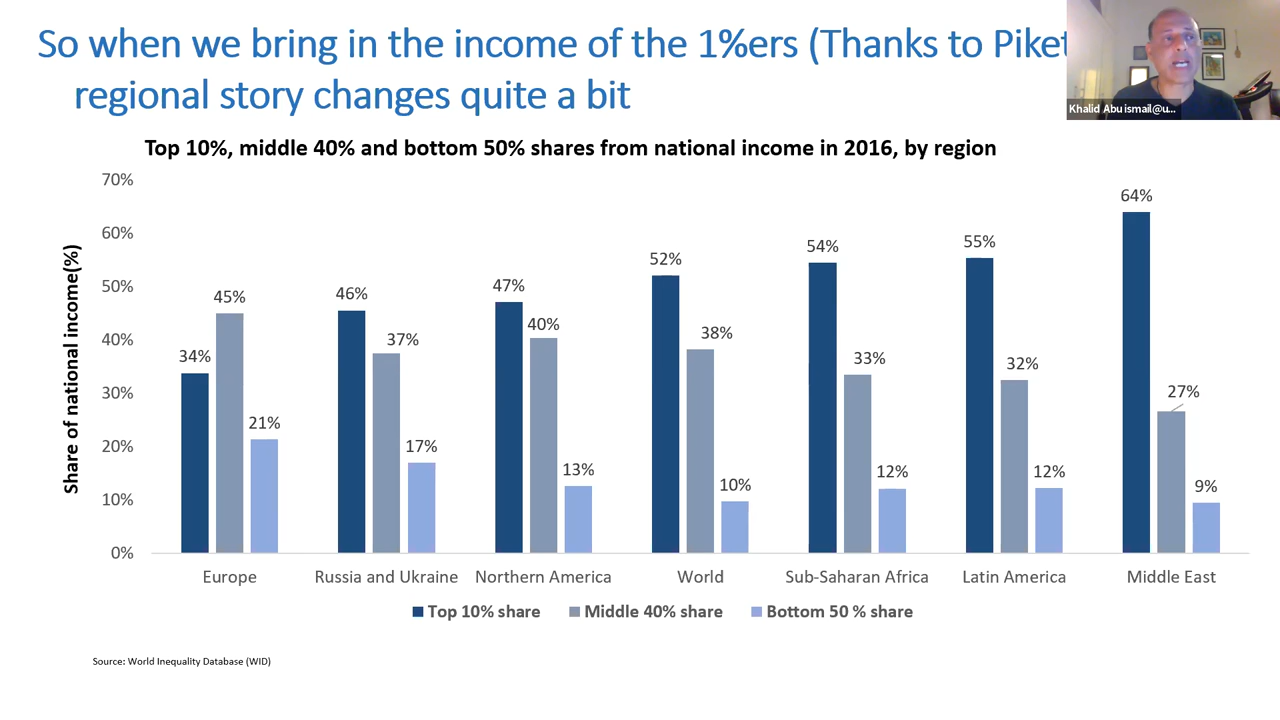 So when we bring in the income of the 1%ers (Thanks to Piket
regional story changes quite a bit
Khalid Abu ismail@u...
Top 10%, middle 40% and bottom 50% shares from national income in 2016, by region
Share of national income(%)
70%
60%
50%
40%
30%
20%
10%
0%
34%
45%
21%
46%
37%
17%
47%
40%
13%
52%
38%
10%
54%
33%
12%
55%
32%
12%
64%
27%
9%
Europe
Russia and Ukraine
Northern America
World
Sub-Saharan Africa
Latin America
Middle East
Top 10% share
Middle 40% share
Bottom 50 % share
Source: World Inequality Database (WID)